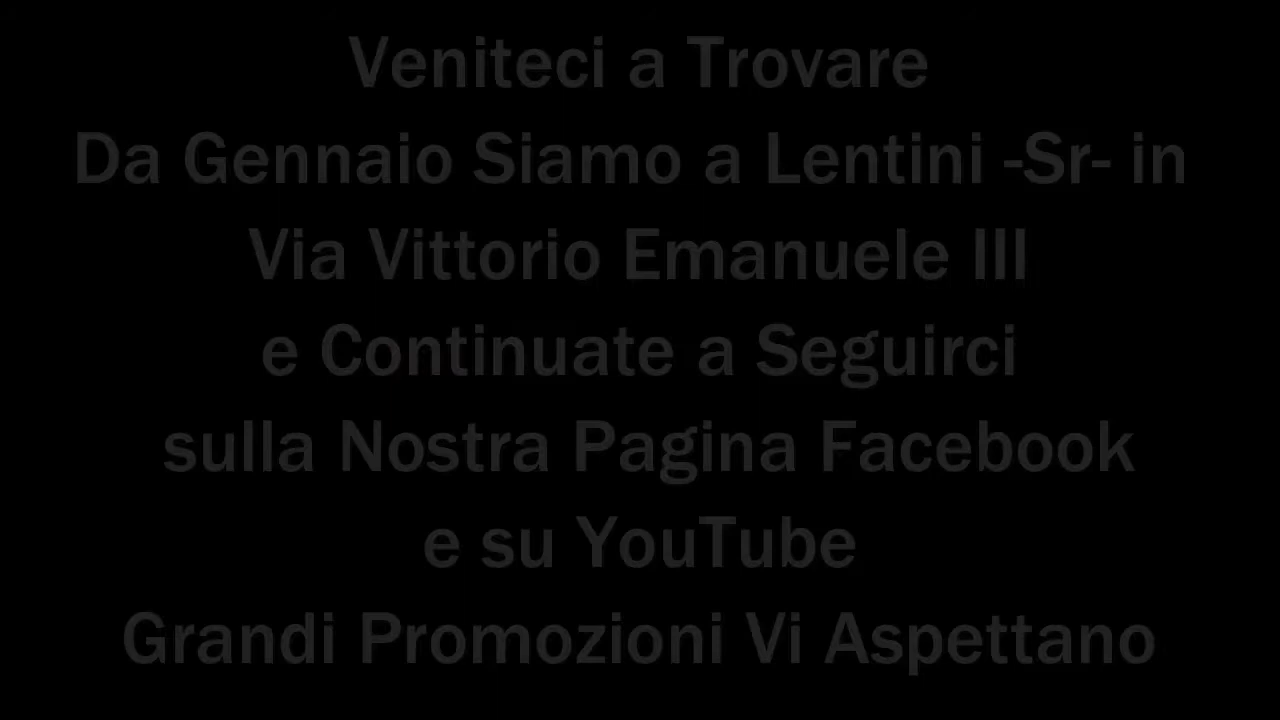 Veniteci a Trovare
Da Gennaio Siamo a Lentini -Sr- in
Via Vittorio Emanuele III
e Continuate a Seguirci
sulla Nostra Pagina Facebook
e su YouTube
Grandi Promozioni Vi Aspettano